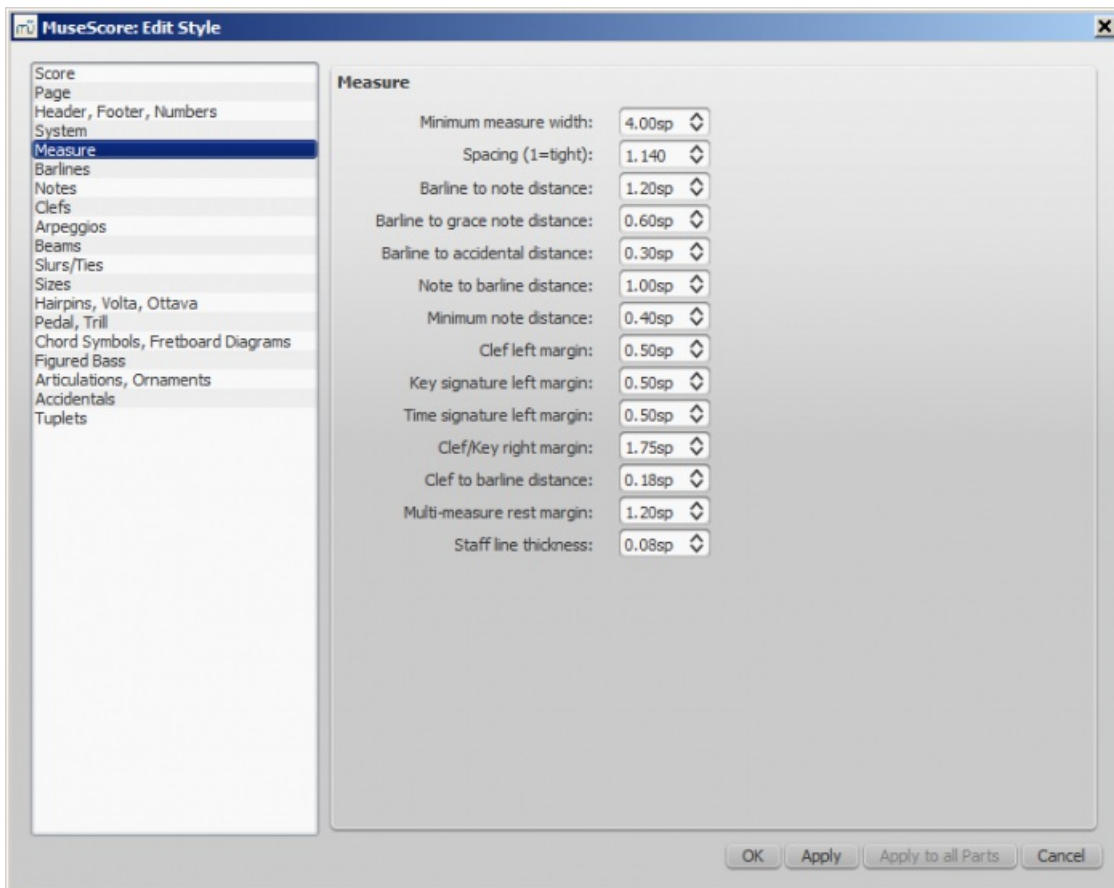 MuseScore: Edit Style
Score
Page
Header, Footer, Numbers
System
Measure
Barlines
Notes
Clefs
Arpeggios
Beams
Slurs/Ties
Sizes
Hairpins, Volta, Ottava
Pedal, Trill
Chord Symbols, Fretboard Diagrams
Figured Bass
Articulations, Ornaments
Accidentals
Tuplets
Measure
Minimum measure width: 4.00sp
Spacing (1=tight): 1.140
Barline to note distance: 1.20sp
Barline to grace note distance: 0.60sp
Barline to accidental distance: 0.30sp
Note to barline distance: 1.00sp
Minimum note distance: 0.40sp
Clef left margin: 0.50sp
Key signature left margin: 0.50sp
Time signature left margin: 0.50sp
Clef/Key right margin: 1.75sp
Clef to barline distance: 0.18sp
Multi-measure rest margin: 1.20sp
Staff line thickness: 0.08sp
OK Apply Apply to all Parts Cancel